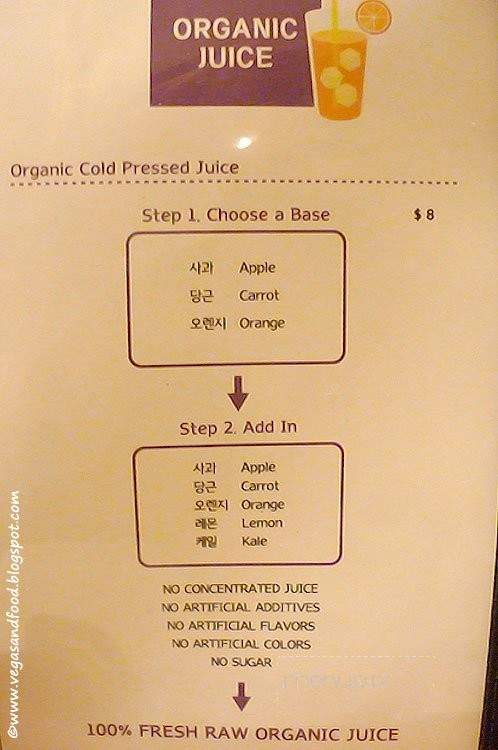 ORGANIC
JUICE
Organic Cold Pressed Juice
Step 1. Choose a Base $ 8
사과 Apple
당근 Carrot
오렌지 Orange
Step 2. Add In
사과 Apple
당근 Carrot
오렌지 Orange
레몬 Lemon
케일 Kale
NO CONCENTRATED JUICE
NO ARTIFICIAL ADDITIVES
NO ARTIFICIAL FLAVORS
NO ARTIFICIAL COLORS
NO SUGAR
100% FRESH RAW ORGANIC JUICE
©www.vegasandfood.blogspot.com